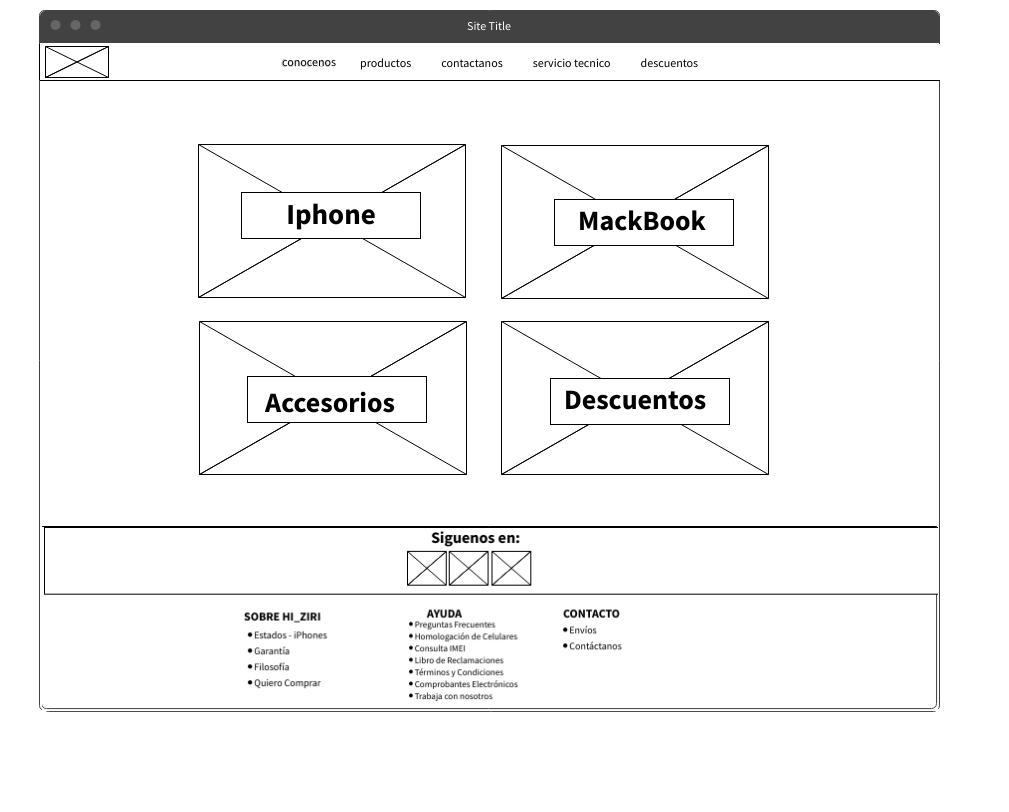 Site Title
conocenos productos contactanos servicio tecnico descuentos
Iphone
MackBook
Accesorios
Descuentos
Siguenos en:
SOBRE HI_ZIRI
Estados - iPhones
Garantía
Filosofía
Quiero Comprar
AYUDA
Preguntas Frecuentes
Homologación de Celulares
Consulta IMEI
Libro de Reclamaciones
Términos y Condiciones
Comprobantes Electrónicos
Trabaja con nosotros
CONTACTO
Envíos
Contáctanos